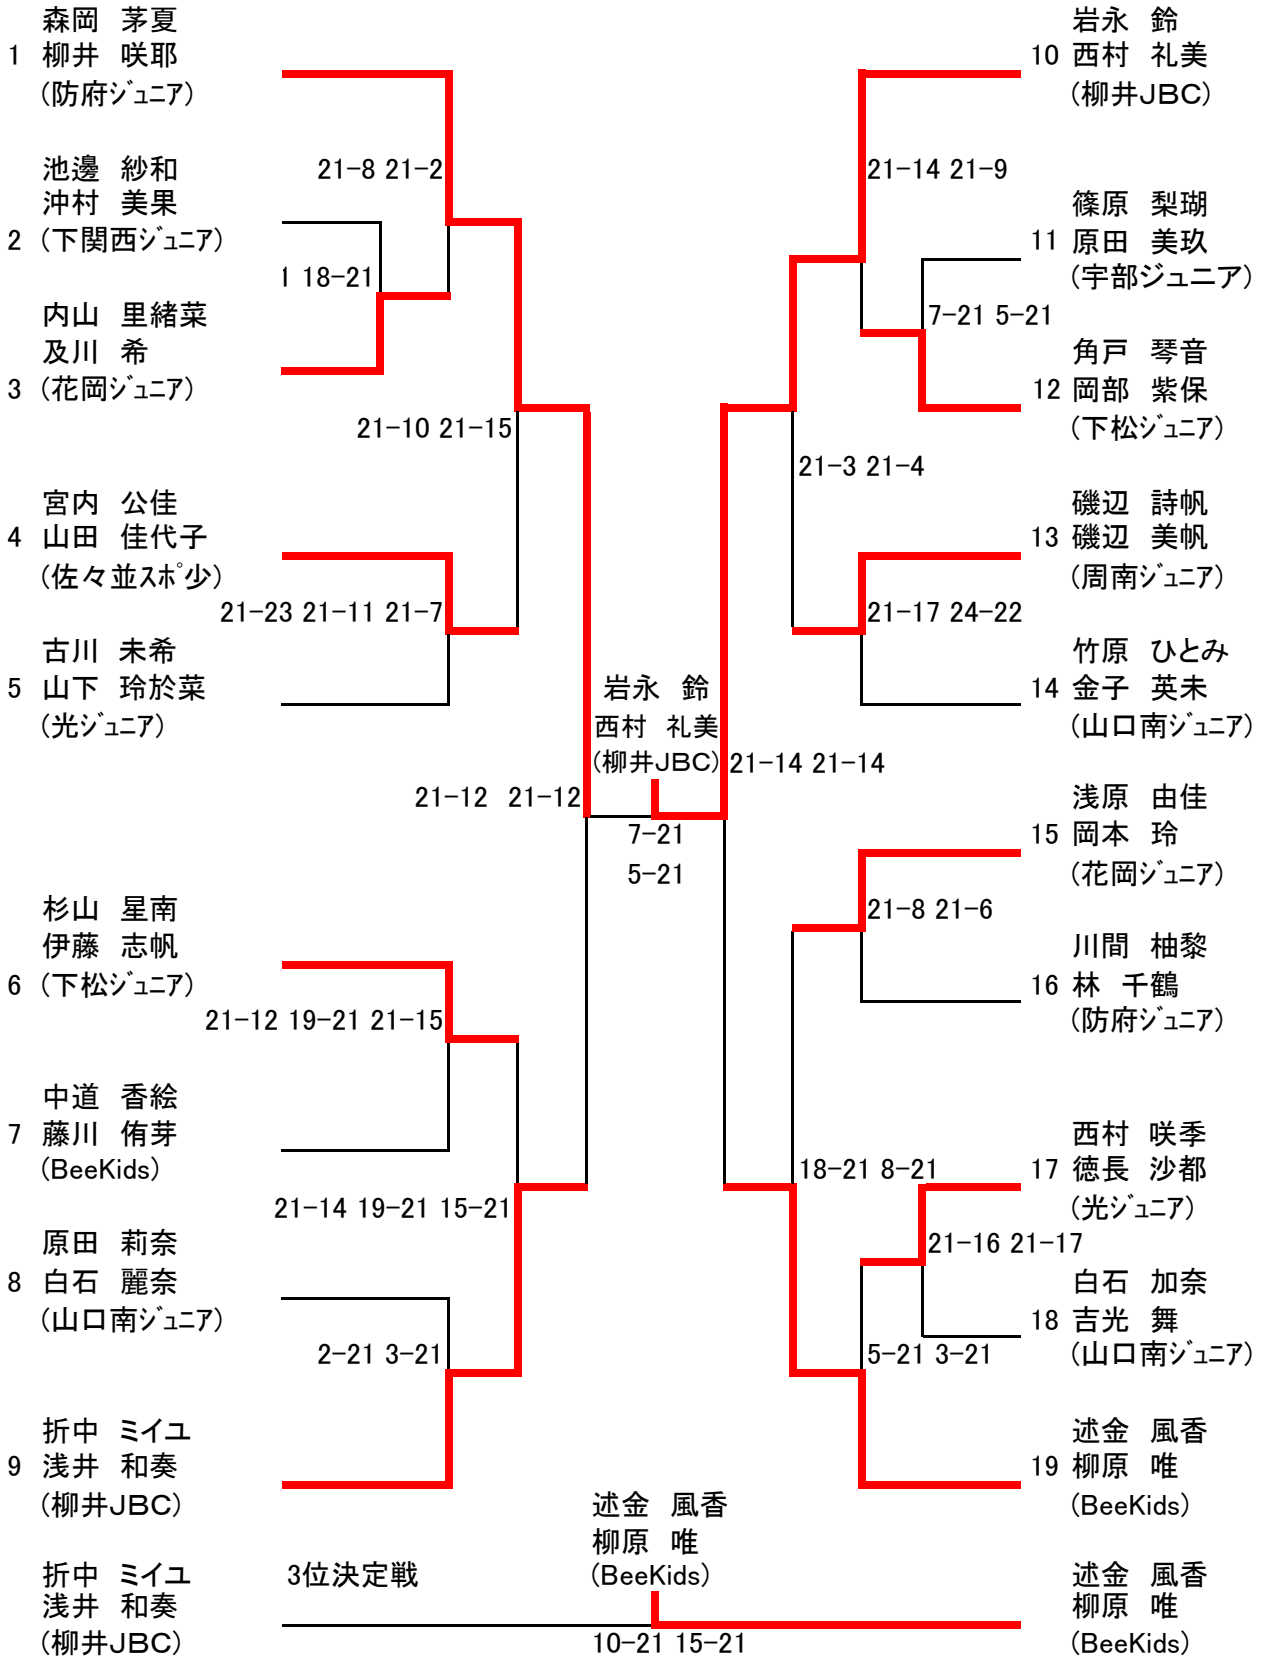 森岡 茅夏
1 柳井 咲耶
(防府ジュニア)
21-8 21-2
池邊 紗和
沖村 美果
2 (下関西ジュニア)
1 18-21
内山 里緒菜
及川 希
3 (花岡ジュニア)
21-10 21-15
宮内 公佳
4 山田 佳代子
(佐々並スポ少)
21-23 21-11 21-7
古川 未希
5 山下 玲於菜
(光ジュニア)
21-12 21-12
杉山 星南
伊藤 志帆
6 (下松ジュニア)
21-12 19-21 21-15
中道 香絵
7 藤川 侑芽
(BeeKids)
21-14 19-21 15-21
原田 莉奈
8 白石 麗奈
(山口南ジュニア)
2-21 3-21
折中 ミイユ
9 浅井 和奏
(柳井JBC)
岩永 鈴
西村 礼美
(柳井JBC)
7-21
5-21
岩永 鈴
10 西村 礼美
(柳井JBC)
21-14 21-9
篠原 梨瑚
11 原田 美玖
(宇部ジュニア)
7-21 5-21
角戸 琴音
12 岡部 紫保
(下松ジュニア)
21-3 21-4
磯辺 詩帆
13 磯辺 美帆
(周南ジュニア)
21-17 24-22
竹原 ひとみ
14 金子 英未
(山口南ジュニア)
21-14 21-14
浅原 由佳
15 岡本 玲
(花岡ジュニア)
21-8 21-6
川間 柚黎
16 林 千鶴
(防府ジュニア)
18-21 8-21
西村 咲季
17 徳長 沙都
(光ジュニア)
21-16 21-17
白石 加奈
18 吉光 舞
(山口南ジュニア)
5-21 3-21
述金 風香
19 柳原 唯
(BeeKids)
折中 ミイユ
浅井 和奏
(柳井JBC)
3位決定戦
述金 風香
柳原 唯
(BeeKids)
10-21 15-21
述金 風香
柳原 唯
(BeeKids)